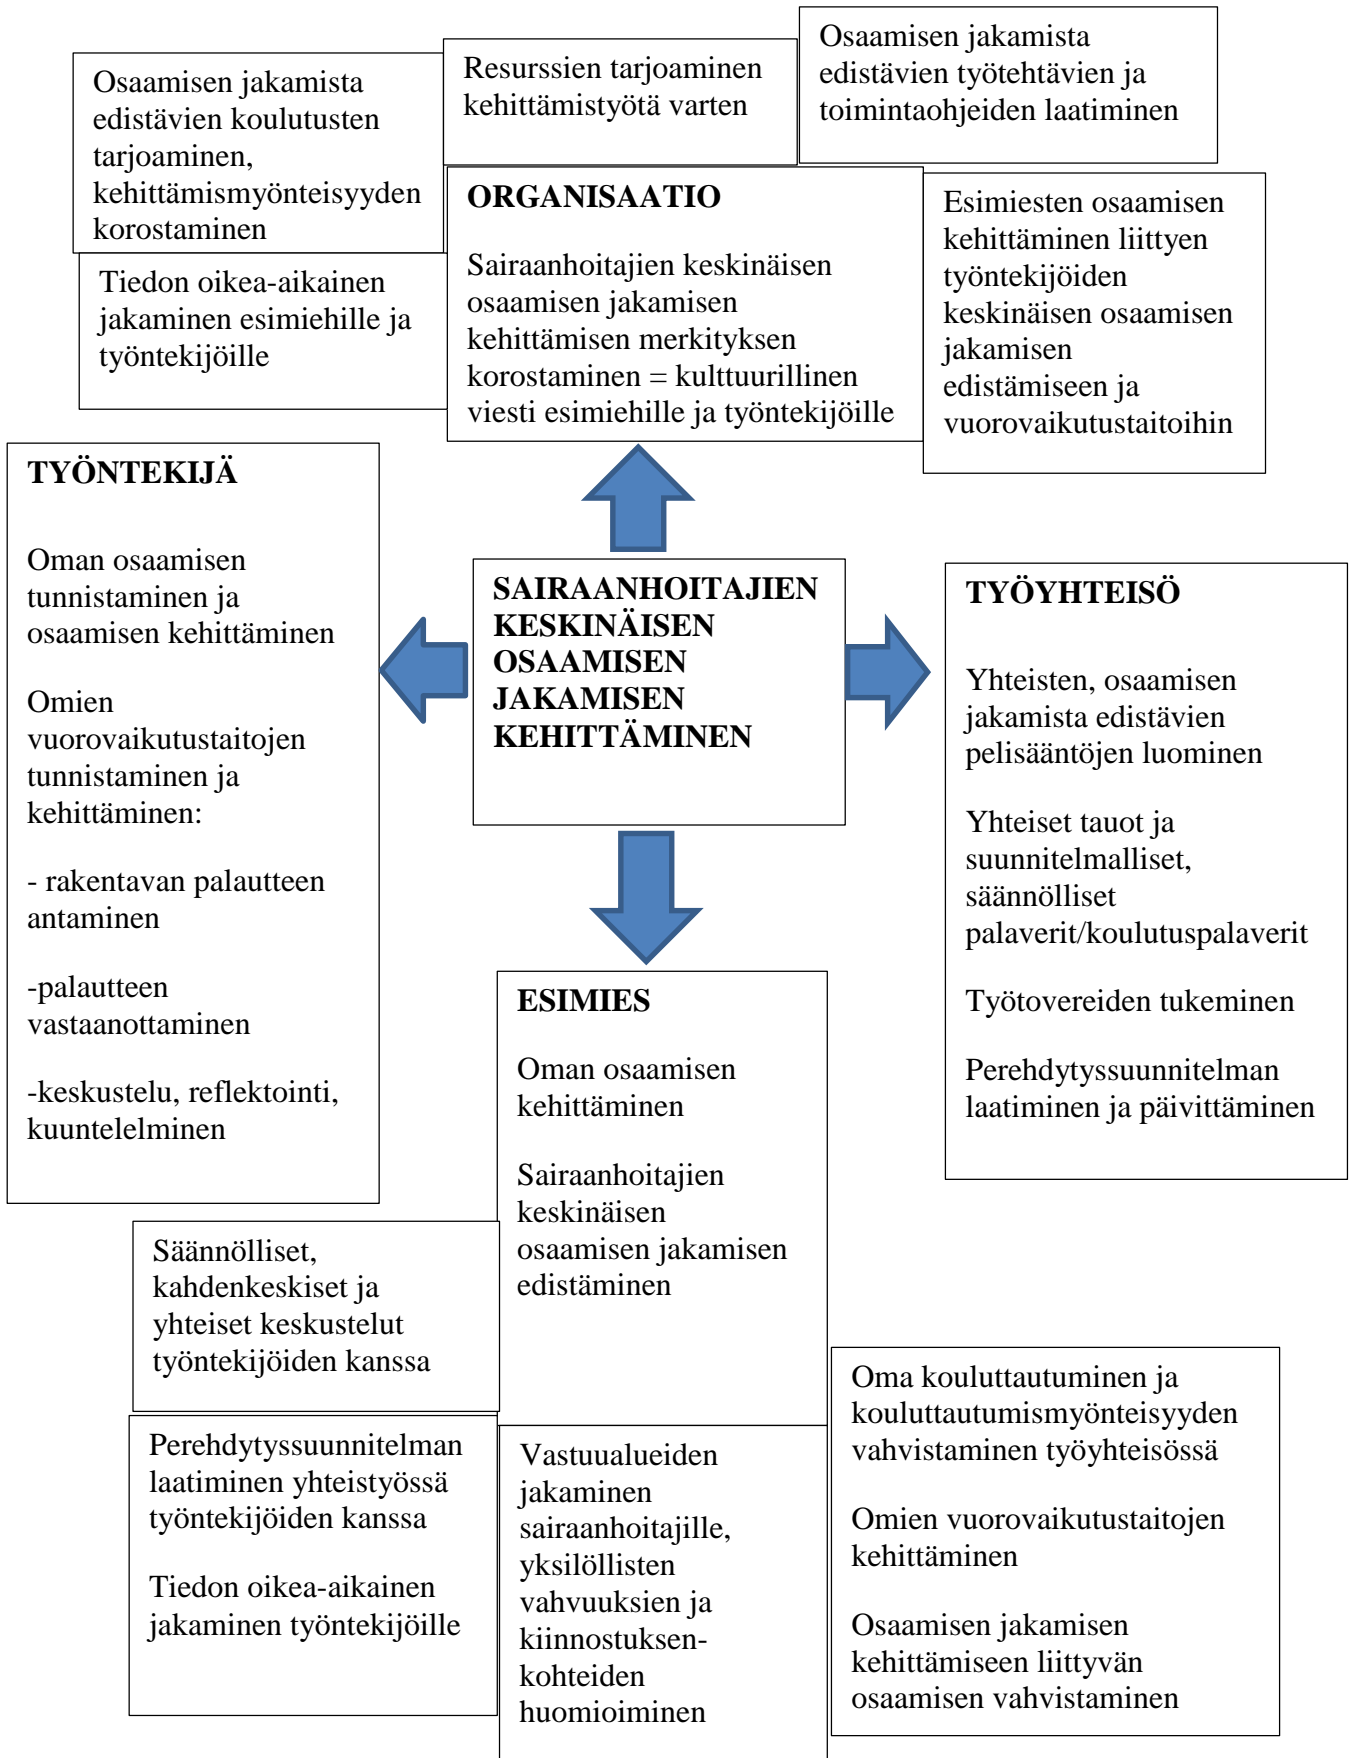 Osaamisen jakamista
edistävien koulutusten
tarjoaminen,
kehittämismyönteisyyden
korostaminen
Resurssien tarjoaminen
kehittämistyötä varten
Osaamisen jakamista
edistävien työtehtävien ja
toimintaohjeiden laatiminen
Tiedon oikea-aikainen
jakaminen esimiehille ja
työntekijöille
ORGANISAATIO
Sairaanhoitajien keskinäisen
osaamisen jakamisen
kehittämisen merkityksen
korostaminen = kulttuurillinen
viesti esimiehille ja työntekijöille
Esimiesten osaamisen
kehittäminen liittyen
työntekijöiden
keskinäisen osaamisen
jakamisen
edistämiseen ja
vuorovaikutustaitoihin
TYÖNTEKIJÄ
Oman osaamisen
tunnistaminen ja
osaamisen kehittäminen
Omien
vuorovaikutustaitojen
tunnistaminen ja
kehittäminen:
- rakentavan palautteen
antaminen
-palautteen
vastaanottaminen
-keskustelu, reflektointi,
kuuntelelminen
SAIRAANHOITAJIEN
KESKINÄISEN
OSAAMISEN
JAKAMISEN
KEHITTÄMINEN
TYÖYHTEISÖ
Yhteisten, osaamisen
jakamista edistävien
pelisääntöjen luominen
Yhteiset tauot ja
suunnitelmalliset,
säännölliset
palaverit/koulutuspalaverit
Työtovereiden tukeminen
Perehdytyssuunnitelman
laatiminen ja päivittäminen
ESIMIES
Oman osaamisen
kehittäminen
Sairaanhoitajien
keskinäisen
osaamisen jakamisen
edistäminen
Säännölliset,
kahdenkeskiset ja
yhteiset keskustelut
työntekijöiden kanssa
Perehdytyssuunnitelman
laatiminen yhteistyössä
työntekijöiden kanssa
Tiedon oikea-aikainen
jakaminen työntekijöille
Vastuualueiden
jakaminen
sairaanhoitajille,
yksilöllisten
vahvuuksien ja
kiinnostuksen-
kohteiden
huomioiminen
Oma kouluttautuminen ja
kouluttautumismyönteisyyden
vahvistaminen työyhteisössä
Omien vuorovaikutustaitojen
kehittäminen
Osaamisen jakamisen
kehittämiseen liittyvän
osaamisen vahvistaminen